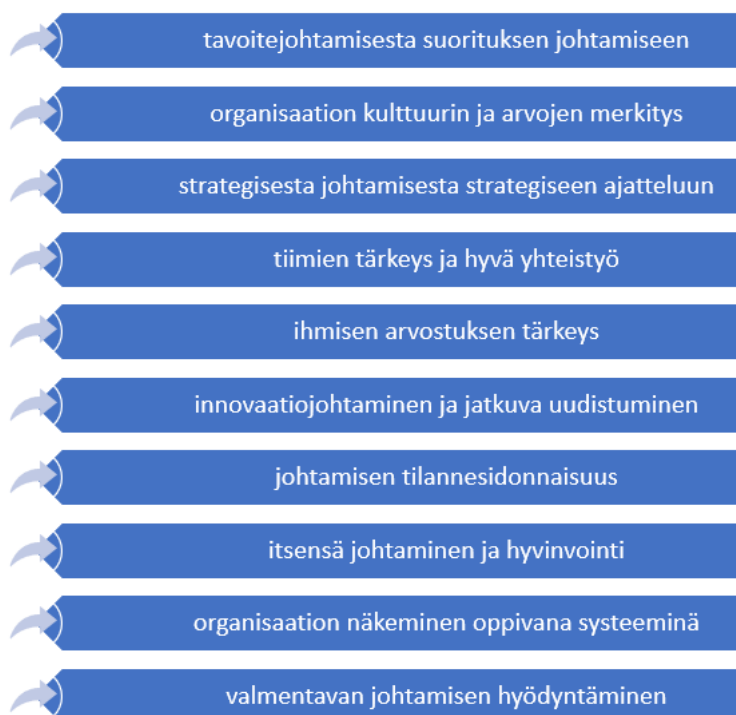 tavoitejohtamisesta suorituksen johtamiseen
organisaation kulttuurin ja arvojen merkitys
strategisesta johtamisesta strategiseen ajatteluun
tiimien tärkeys ja hyvä yhteistyö
ihmisen arvostuksen tärkeys
innovaatiojohtaminen ja jatkuva uudistuminen
johtamisen tilannesidonnaisuus
itsensä johtaminen ja hyvinvointi
organisaation näkeminen oppivana systeeminä
valmentavan johtamisen hyödyntäminen